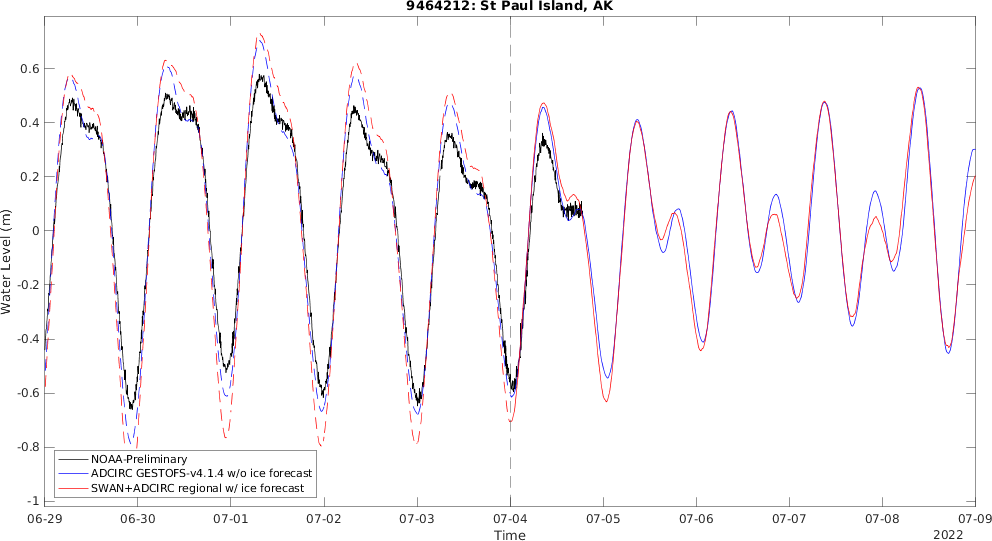 9464212: St Paul Island, AK
Water Level (m)
0.6
0.4
0.2
0
-0.2
-0.4
-0.6
-0.8
-1
NOAA-Preliminary
ADCIRC GESTOFS-v4.1.4 w/o ice forecast
SWAN+ADCIRC regional w/ ice forecast
06-29 06-30 07-01 07-02 07-03 07-04 07-05 07-06 07-07 07-08 07-09
Time
2022